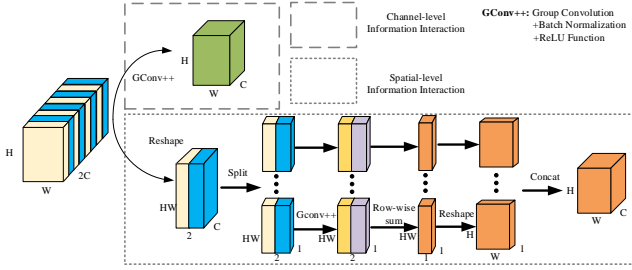 GConv++: Group Convolution
+Batch Normalization
+ReLU Function
Channel-level
Information Interaction
Spatial-level
Information Interaction
H
W
C
GConv++
H
W
2C
Reshape
HW
2
C
Split
HW
2
1
Gconv++
HW
2
1
Row-wise
sum
HW
1
1
Reshape
H
W
1
Concat
H
W
C